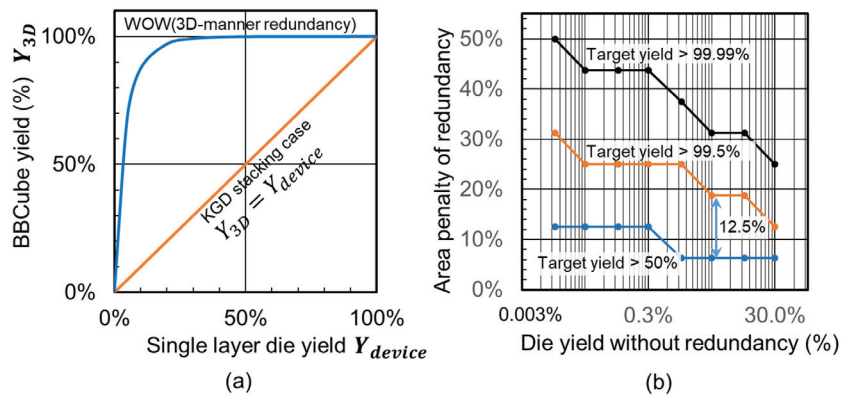 WOW(3D-manner redundancy)
BBCube yield (%) Y3D
100%
50%
0%
KGD stacking case
Y3D = Ydevice
0% 50% 100%
Single layer die yield Ydevice
(a)
Area penalty of redundancy
50%
40%
31%
20%
10%
0%
Target yield > 99.99%
Target yield > 99.5%
12.5%
Target yield > 50%
0.003% 0.3% 30.0%
Die yield without redundancy (%)
(b)